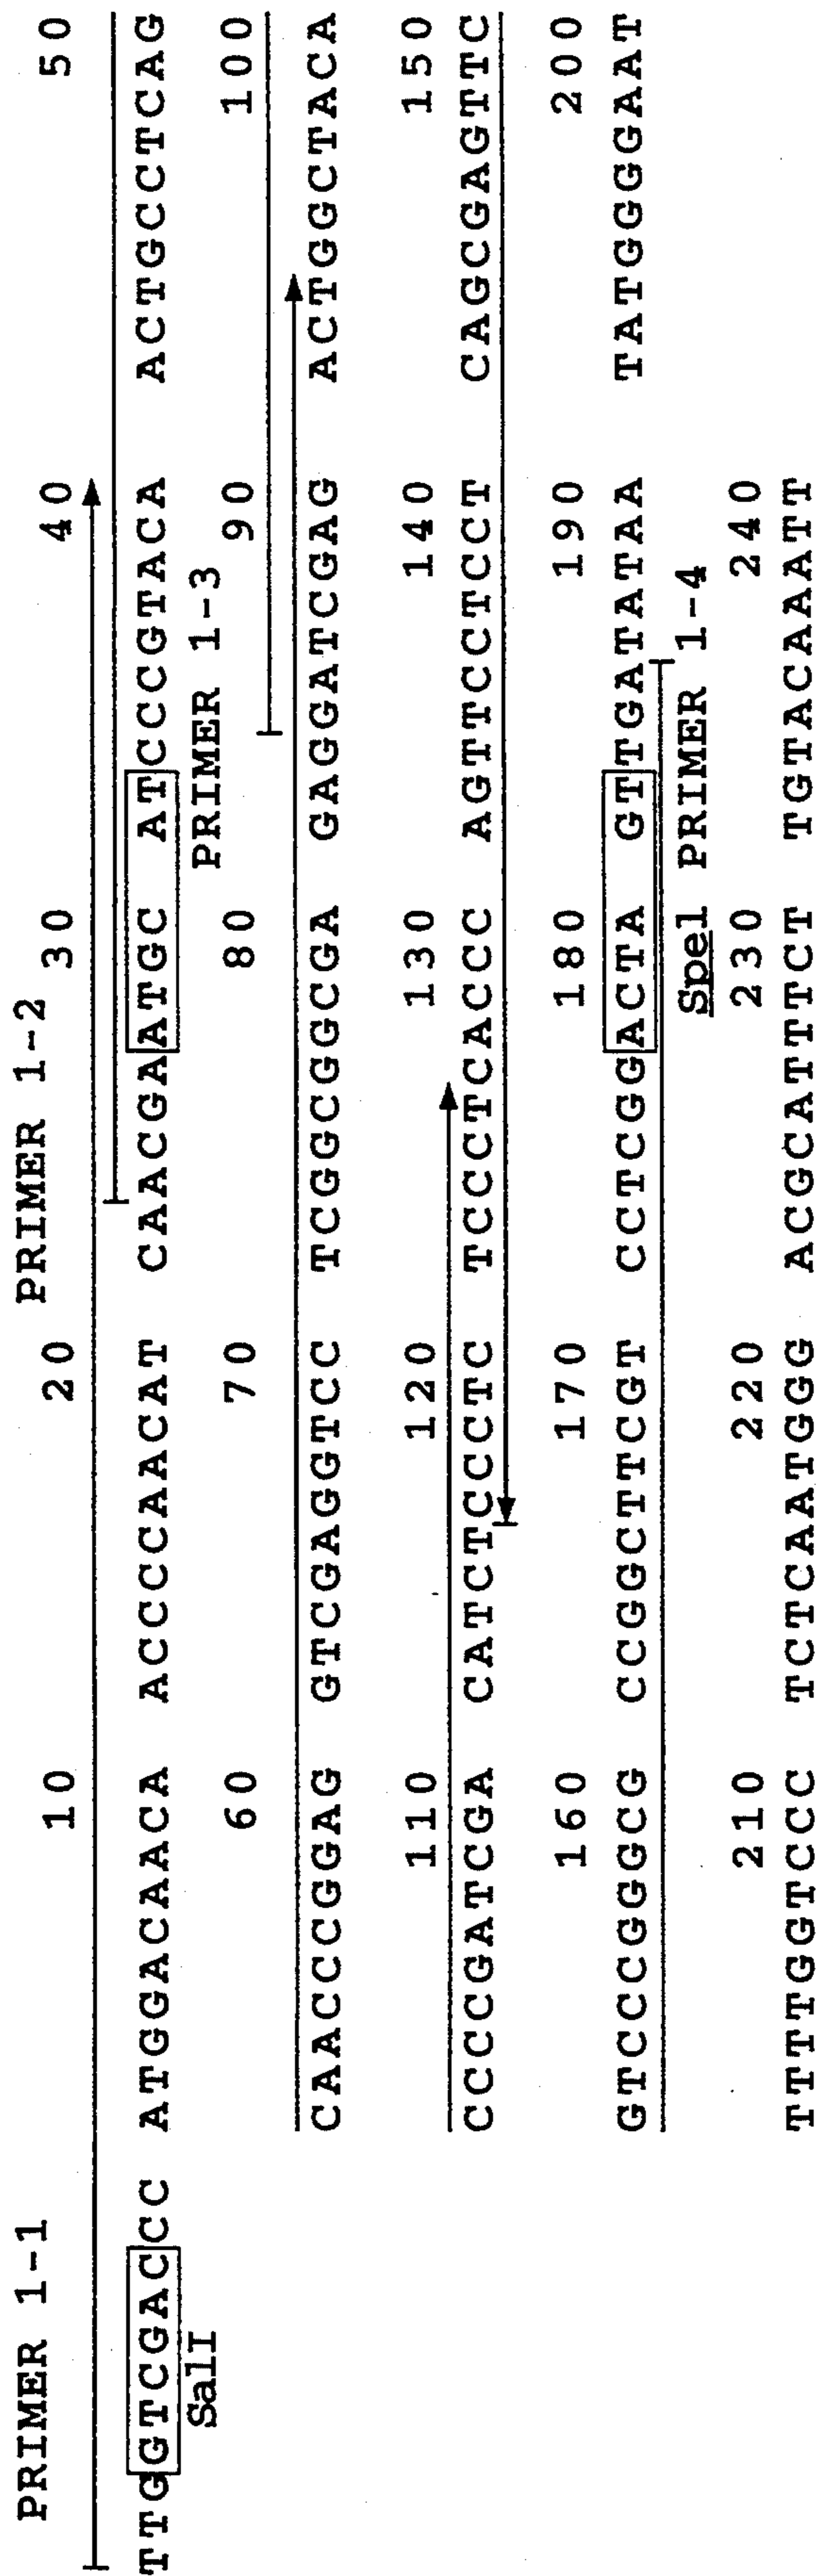 PRIMER 1-1 PRIMER 1-2
10 20 30 40 50
TTGGTCGACCC ATGGACAACA ACCCCAACAT CAACGAATGC ATCCCGTACA ACTGCCTCAG
SalI PRIMER 1-3
60 70 80 90 100
CAACCCGGAG GTCGAGGTCC TCGGCGGCGA GAGGATCGAG ACTGGCTACA
110 120 130 140 150
CCCCGATCGA CATCTCCCTC TCCCTCACCC AGTTCCTCCT CAGCGAGTTC
160 170 180 190 200
GTCCCGGGCG CCGGCTTCGT CCTCGGACTA GTTGATATAA TATGGGGAAT
SpeI PRIMER 1-4
210 220 230 240
TTTTGGTCCC TCTCAATGGG ACGCATTTCT TGTACAAATT